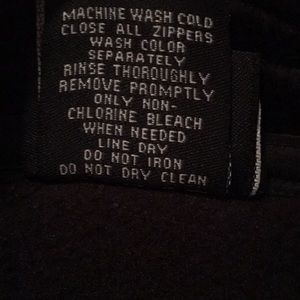 MACHINE WASH COLD
CLOSE ALL ZIPPERS
WASH COLOR
SEPARATELY
RINSE THOROUGHLY
REMOVE PROMPTLY
ONLY NON-
CHLORINE BLEACH
WHEN NEEDED
LINE DRY
DO NOT IRON
DO NOT DRY CLEAN